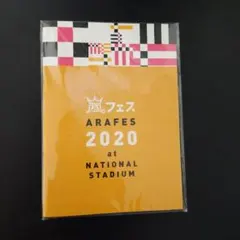 嵐フェス
ARAFES
2020
at
NATIONAL
STADIUM